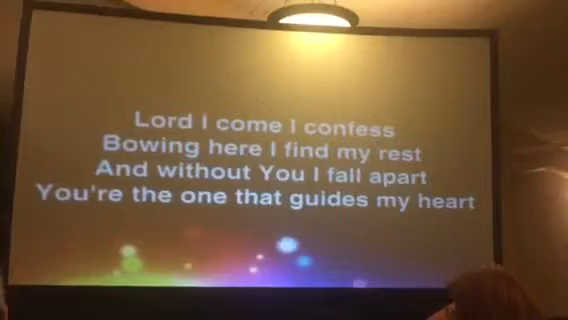 Lord I come I confess
Bowing here I find my rest
And without You I fall apart
You're the one that guides my heart